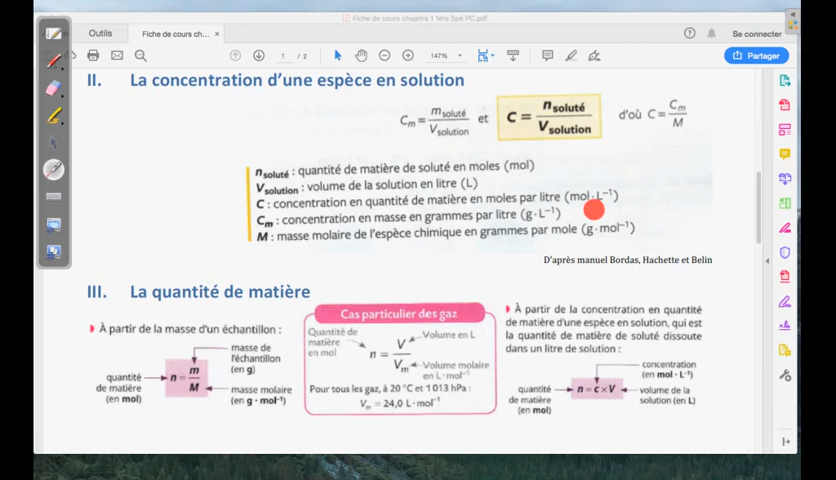 Fiche de cours chapitre 1 1ère Spé PC.pdf
Outils
Fiche de cours ch... ×
Se connecter
1 / 2
147%
Partager
II. La concentration d'une espèce en solution
Cm = msoluté / Vsolution et C = nsoluté / Vsolution d'où C = Cm / M
nsoluté : quantité de matière de soluté en moles (mol)
Vsolution : volume de la solution en litre (L)
C : concentration en quantité de matière en moles par litre (mol·L⁻¹)
Cm : concentration en masse en grammes par litre (g·L⁻¹)
M : masse molaire de l'espèce chimique en grammes par mole (g·mol⁻¹)
D'après manuel Bordas, Hachette et Belin
III. La quantité de matière
À partir de la masse d'un échantillon :
masse de
l'échantillon
(en g)
quantité
de matière
(en mol)
n = m / M
masse molaire
(en g · mol⁻¹)
Cas particulier des gaz
Quantité de
matière
en mol
n = V / Vm
Volume en L
Volume molaire
en L·mol⁻¹
Pour tous les gaz, à 20 °C et 1 013 hPa :
Vm = 24,0 L·mol⁻¹
À partir de la concentration en quantité
de matière d'une espèce en solution, qui est
la quantité de matière de soluté dissoute
dans un litre de solution :
concentration
(en mol · L⁻¹)
quantité
de matière
(en mol)
n = c × V
volume de la
solution (en L)